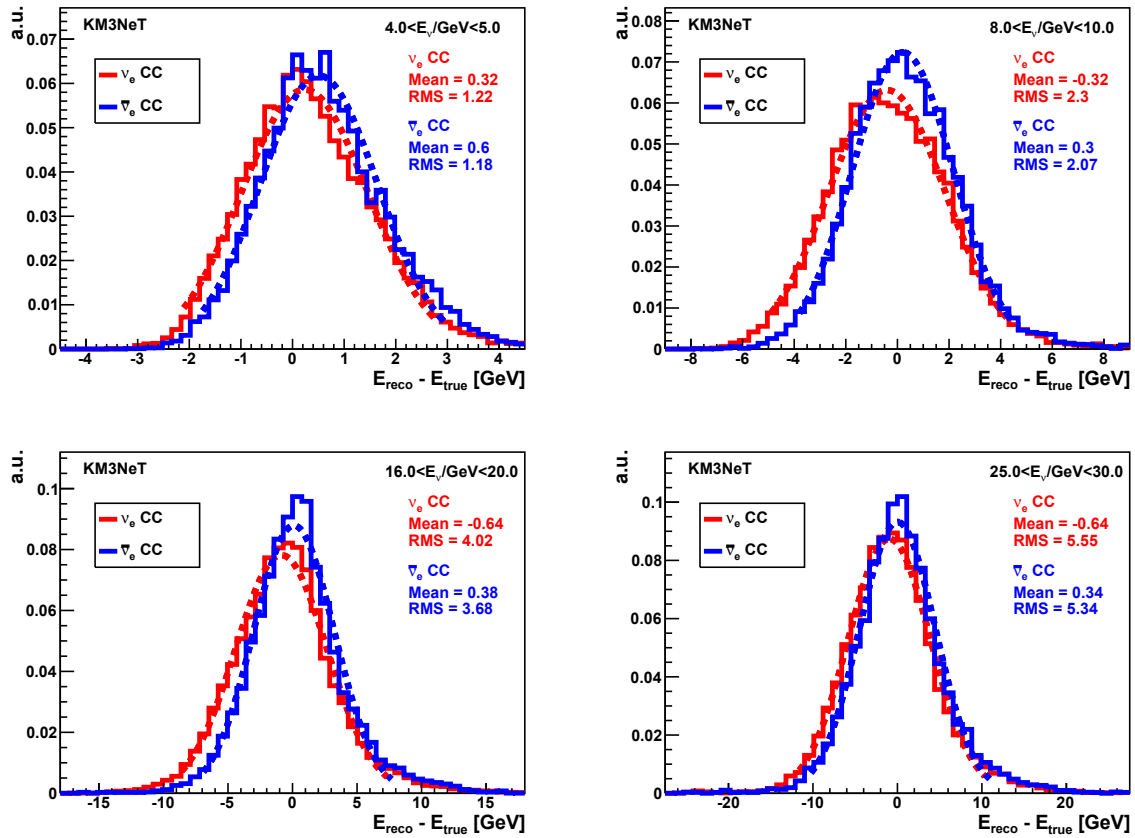 KM3NeT
4.0<Eν/GeV<5.0
νe CC
ν̄e CC
νe CC
Mean = 0.32
RMS = 1.22
ν̄e CC
Mean = 0.6
RMS = 1.18
a.u.
0.07
0.06
0.05
0.04
0.03
0.02
0.01
0
-4 -3 -2 -1 0 1 2 3 4
Ereco - Etrue [GeV]
KM3NeT
8.0<Eν/GeV<10.0
νe CC
ν̄e CC
νe CC
Mean = -0.32
RMS = 2.3
ν̄e CC
Mean = 0.3
RMS = 2.07
a.u.
0.08
0.07
0.06
0.05
0.04
0.03
0.02
0.01
0
-8 -6 -4 -2 0 2 4 6 8
Ereco - Etrue [GeV]
KM3NeT
16.0<Eν/GeV<20.0
νe CC
ν̄e CC
νe CC
Mean = -0.64
RMS = 4.02
ν̄e CC
Mean = 0.38
RMS = 3.68
a.u.
0.1
0.08
0.06
0.04
0.02
0
-15 -10 -5 0 5 10 15
Ereco - Etrue [GeV]
KM3NeT
25.0<Eν/GeV<30.0
νe CC
ν̄e CC
νe CC
Mean = -0.64
RMS = 5.55
ν̄e CC
Mean = 0.34
RMS = 5.34
a.u.
0.1
0.08
0.06
0.04
0.02
0
-20 -10 0 10 20
Ereco - Etrue [GeV]